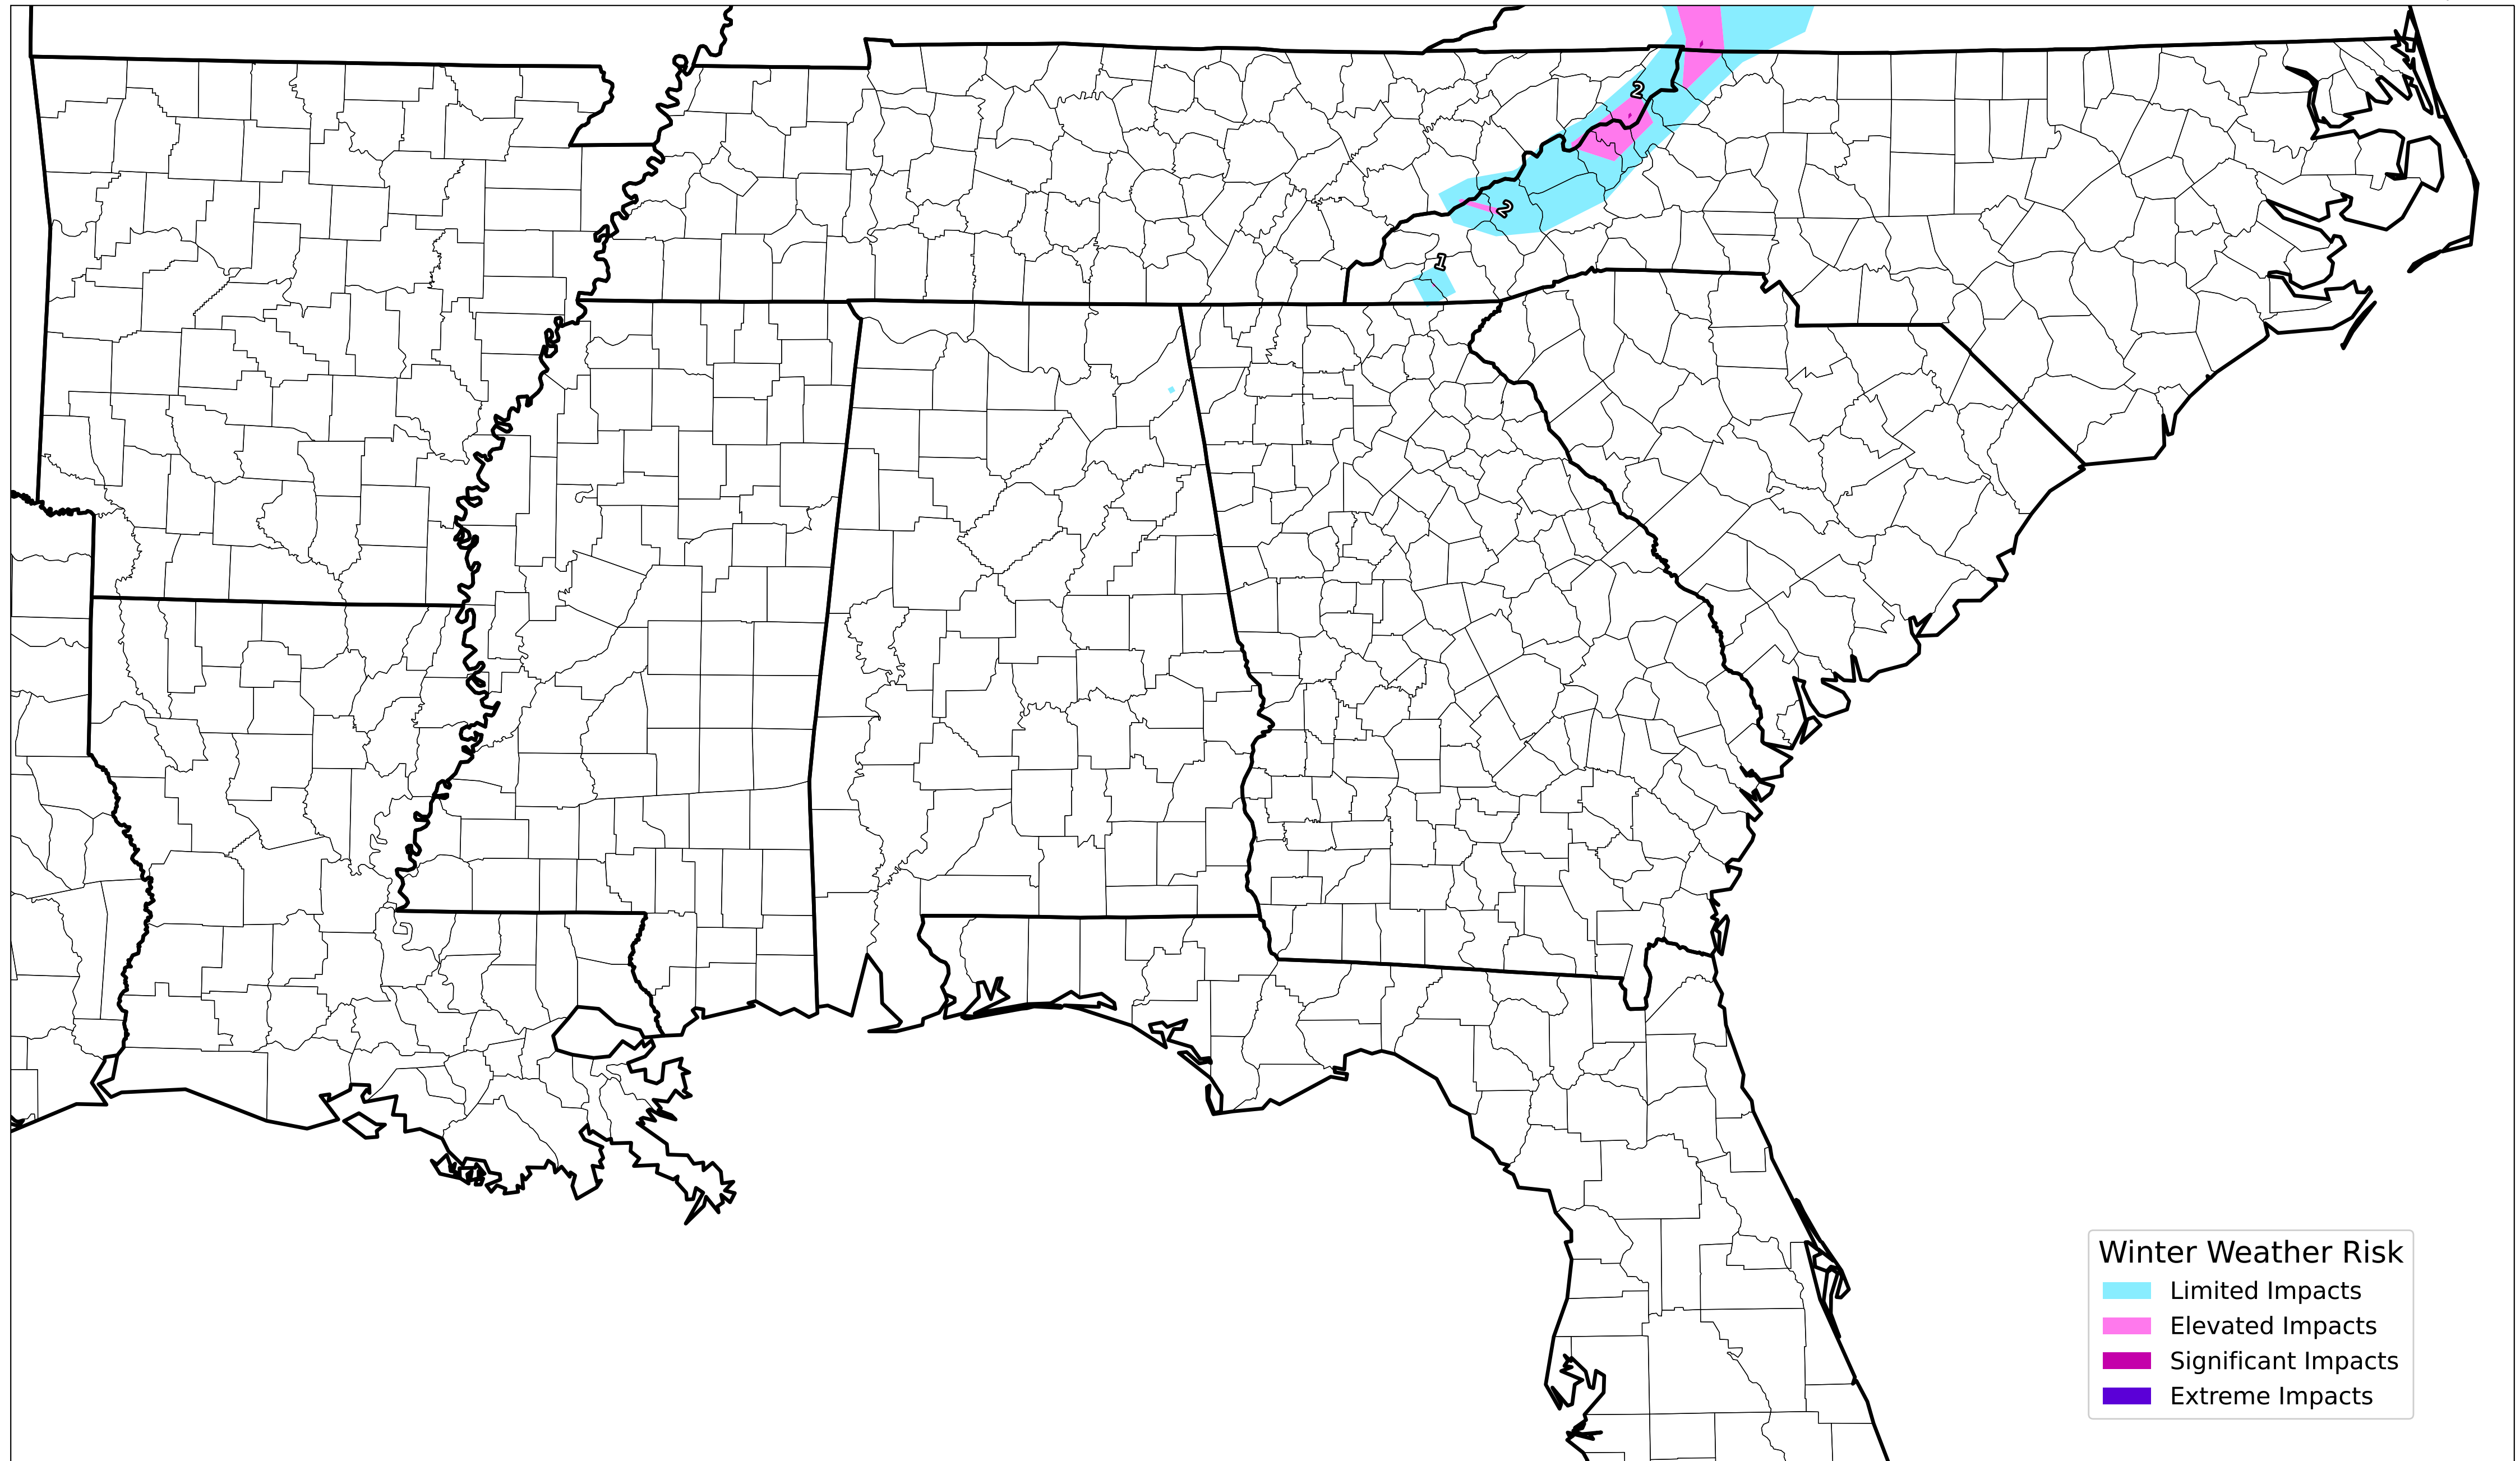 2
2
1
Winter Weather Risk
Limited Impacts
Elevated Impacts
Significant Impacts
Extreme Impacts